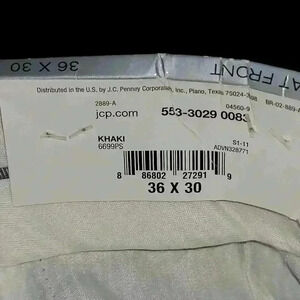 AT FRONT
36 X 30
Distributed in the U.S. by J.C. Penney Corporation, Inc., Plano, Texas 75024-3698
2889-A
04560-9
jcp.com
553-3029 0083
KHAKI
6699PS
S1-11
ADVN328771
8 86802 27291 9
36 X 30